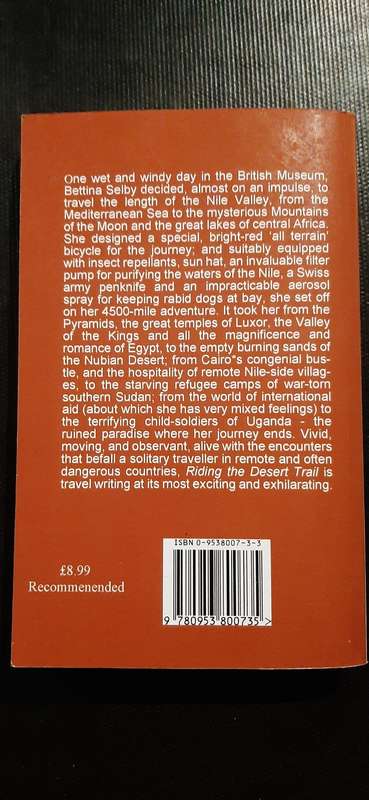 One wet and windy day in the British Museum,
Bettina Selby decided, almost on an impulse, to
travel the length of the Nile Valley, from the
Mediterranean Sea to the mysterious Mountains
of the Moon and the great lakes of central Africa.
She designed a special, bright-red 'all terrain'
bicycle for the journey; and suitably equipped
with insect repellants, sun hat, an invaluable filter
pump for purifying the waters of the Nile, a Swiss
army penknife and an impracticable aerosol
spray for keeping rabid dogs at bay, she set off
on her 4500-mile adventure. It took her from the
Pyramids, the great temples of Luxor, the Valley
of the Kings and all the magnificence and
romance of Egypt, to the empty burning sands of
the Nubian Desert; from Cairo"s congenial bus-
tle, and the hospitality of remote Nile-side villag-
es, to the starving refugee camps of war-torn
southern Sudan; from the world of international
aid (about which she has very mixed feelings) to
the terrifying child-soldiers of Uganda - the
ruined paradise where her journey ends. Vivid,
moving, and observant, alive with the encounters
that befall a solitary traveller in remote and often
dangerous countries, Riding the Desert Trail is
travel writing at its most exciting and exhilarating.
£8.99
Recommenended
ISBN 0-9538007-3-3
9 780953 800735 >